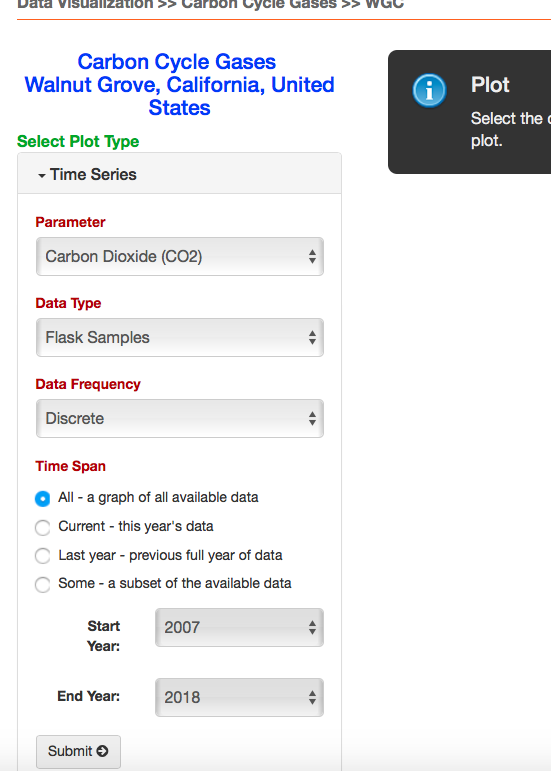 Data Visualization >> Carbon Cycle Gases >> WGC
Carbon Cycle Gases
Walnut Grove, California, United
States
Select Plot Type
Time Series
Parameter
Carbon Dioxide (CO2)
Data Type
Flask Samples
Data Frequency
Discrete
Time Span
All - a graph of all available data
Current - this year's data
Last year - previous full year of data
Some - a subset of the available data
Start
Year:
2007
End Year:
2018
Submit
Plot
Select the
plot.